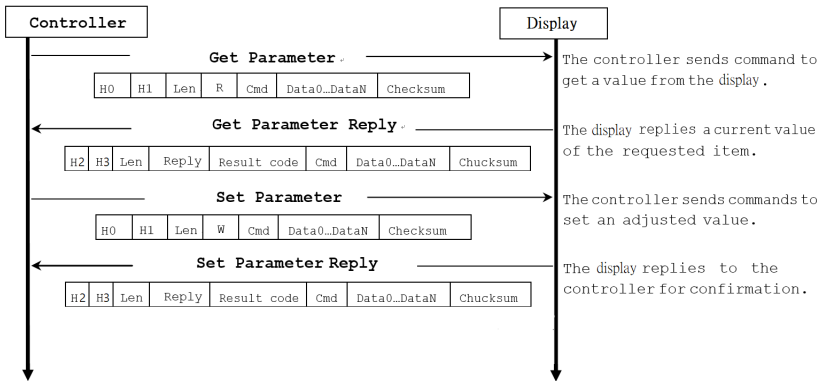 Controller
Display
Get Parameter
The controller sends command to
get a value from the display.
H0 H1 Len R Cmd Data0…DataN Checksum
Get Parameter Reply
The display replies a current value
of the requested item.
H2 H3 Len Reply Result code Cmd Data0…DataN Chucksum
Set Parameter
The controller sends commands to
set an adjusted value.
H0 H1 Len W Cmd Data0…DataN Checksum
Set Parameter Reply
The display replies to the
controller for confirmation.
H2 H3 Len Reply Result code Cmd Data0…DataN Chucksum